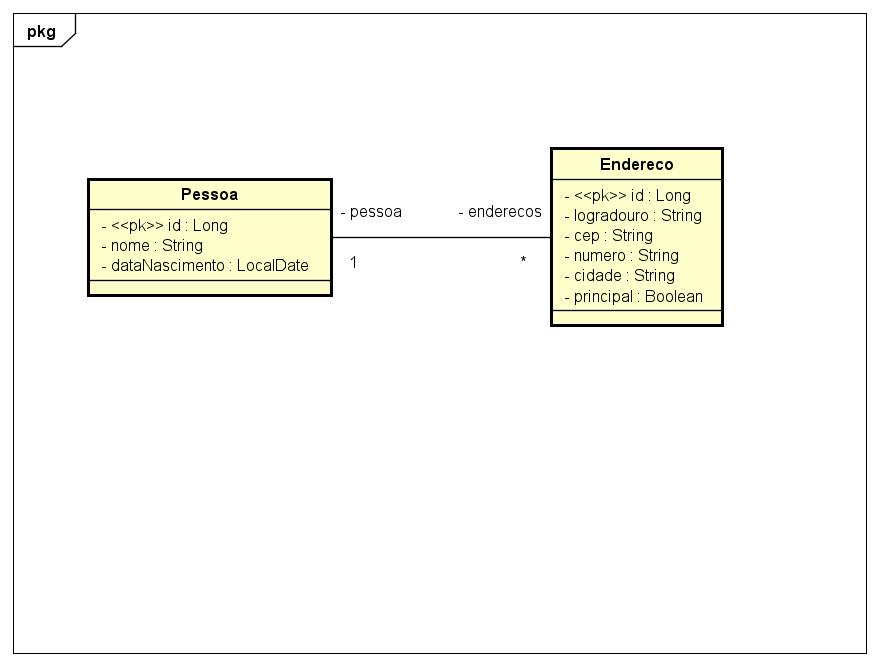 pkg
Pessoa
- <<pk>> id : Long
- nome : String
- dataNascimento : LocalDate
- pessoa
1
- enderecos
*
Endereco
- <<pk>> id : Long
- logradouro : String
- cep : String
- numero : String
- cidade : String
- principal : Boolean